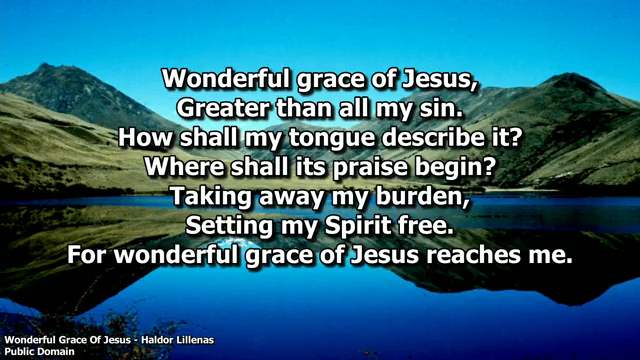 Wonderful grace of Jesus,
Greater than all my sin.
How shall my tongue describe it?
Where shall its praise begin?
Taking away my burden,
Setting my Spirit free.
For wonderful grace of Jesus reaches me.
Wonderful Grace Of Jesus - Haldor Lillenas
Public Domain